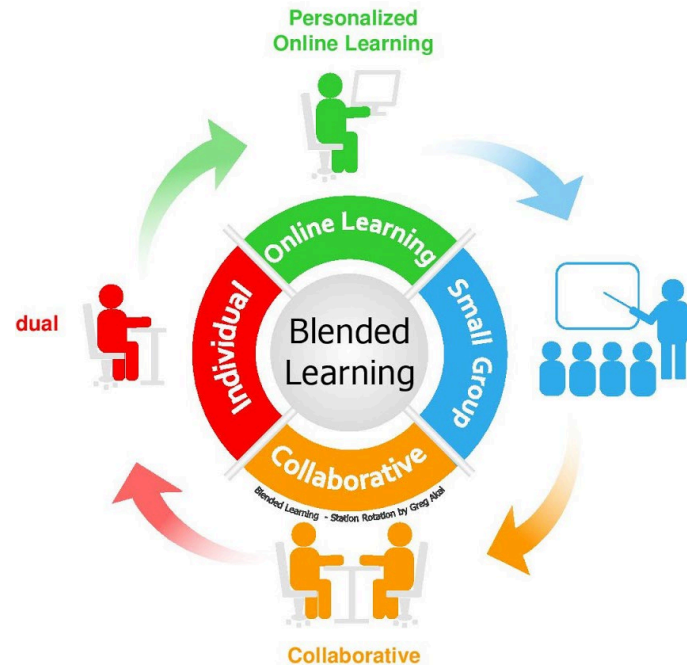 Personalized
Online Learning
Online Learning
Individual
Small Group
Blended
Learning
dual
Collaborative
Blended Learning - Station Rotation by Greg Akai
Collaborative